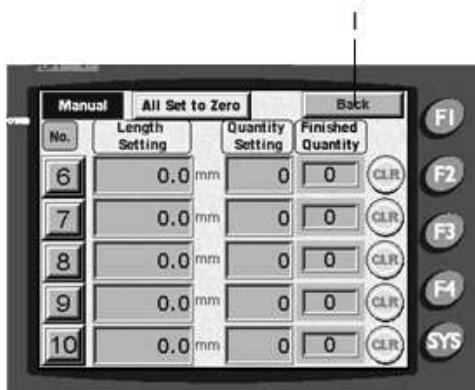 I
Manual All Set to Zero Back
No. Length Setting Quantity Setting Finished Quantity
6 0.0 mm 0 0 CLR
7 0.0 mm 0 0 CLR
8 0.0 mm 0 0 CLR
9 0.0 mm 0 0 CLR
10 0.0 mm 0 0 CLR
F1
F2
F3
F4
SYS